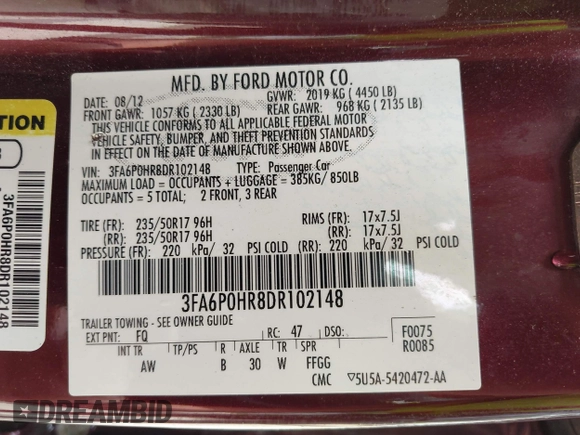 MFD. BY FORD MOTOR CO.
DATE: 08/12 GVWR: 2019 KG ( 4450 LB)
FRONT GAWR: 1057 KG ( 2330 LB) REAR GAWR: 968 KG ( 2135 LB)
THIS VEHICLE CONFORMS TO ALL APPLICABLE FEDERAL MOTOR
VEHICLE SAFETY, BUMPER, AND THEFT PREVENTION STANDARDS
IN EFFECT ON THE DATE OF MANUFACTURE SHOWN ABOVE.
VIN: 3FA6P0HR8DR102148 TYPE: Passenger Car
MAXIMUM LOAD = OCCUPANTS + LUGGAGE = 385KG/ 850LB
OCCUPANTS = 5 TOTAL; 2 FRONT, 3 REAR
TIRE (FR): 235/50R17 96H RIMS (FR): 17x7.5J
(RR): 235/50R17 96H (RR): 17x7.5J
PRESSURE (FR): 220 kPa/ 32 PSI COLD (RR): 220 kPa/ 32 PSI COLD
3FA6P0HR8DR102148
TRAILER TOWING - SEE OWNER GUIDE
EXT PNT: FQ RC: 47 DSO: F0075
R0085
INT TR TP/PS R AXLE TR SPR
AW B 30 W FFGG
CMC ▽5U5A-5420472-AA
3FA6P0HR8DR102148
DREAMBID